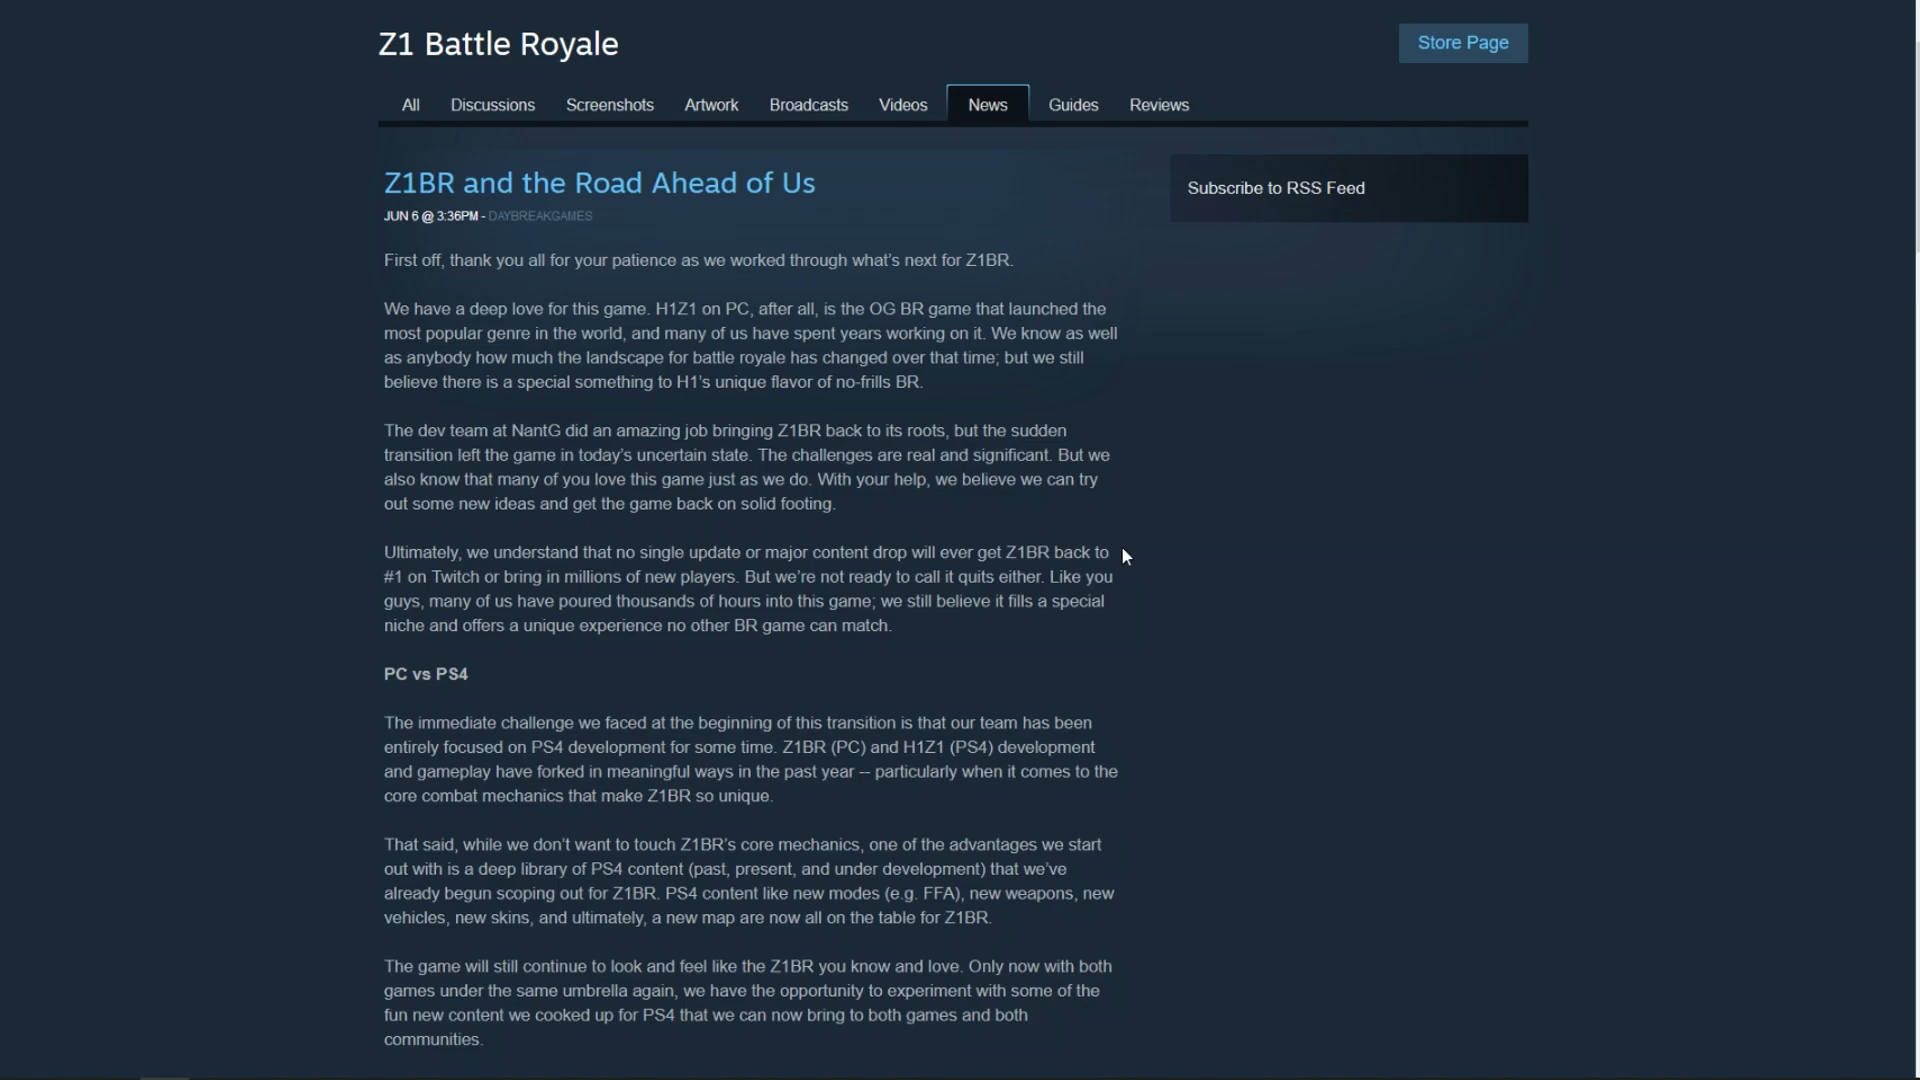 Z1 Battle Royale
Store Page
All Discussions Screenshots Artwork Broadcasts Videos News Guides Reviews
Z1BR and the Road Ahead of Us
JUN 6 @ 3:36PM - DAYBREAKGAMES
Subscribe to RSS Feed
First off, thank you all for your patience as we worked through what's next for Z1BR.
We have a deep love for this game. H1Z1 on PC, after all, is the OG BR game that launched the
most popular genre in the world, and many of us have spent years working on it. We know as well
as anybody how much the landscape for battle royale has changed over that time; but we still
believe there is a special something to H1's unique flavor of no-frills BR.
The dev team at NantG did an amazing job bringing Z1BR back to its roots, but the sudden
transition left the game in today's uncertain state. The challenges are real and significant. But we
also know that many of you love this game just as we do. With your help, we believe we can try
out some new ideas and get the game back on solid footing.
Ultimately, we understand that no single update or major content drop will ever get Z1BR back to
#1 on Twitch or bring in millions of new players. But we're not ready to call it quits either. Like you
guys, many of us have poured thousands of hours into this game; we still believe it fills a special
niche and offers a unique experience no other BR game can match.
PC vs PS4
The immediate challenge we faced at the beginning of this transition is that our team has been
entirely focused on PS4 development for some time. Z1BR (PC) and H1Z1 (PS4) development
and gameplay have forked in meaningful ways in the past year -- particularly when it comes to the
core combat mechanics that make Z1BR so unique.
That said, while we don't want to touch Z1BR's core mechanics, one of the advantages we start
out with is a deep library of PS4 content (past, present, and under development) that we've
already begun scoping out for Z1BR. PS4 content like new modes (e.g. FFA), new weapons, new
vehicles, new skins, and ultimately, a new map are now all on the table for Z1BR.
The game will still continue to look and feel like the Z1BR you know and love. Only now with both
games under the same umbrella again, we have the opportunity to experiment with some of the
fun new content we cooked up for PS4 that we can now bring to both games and both
communities.